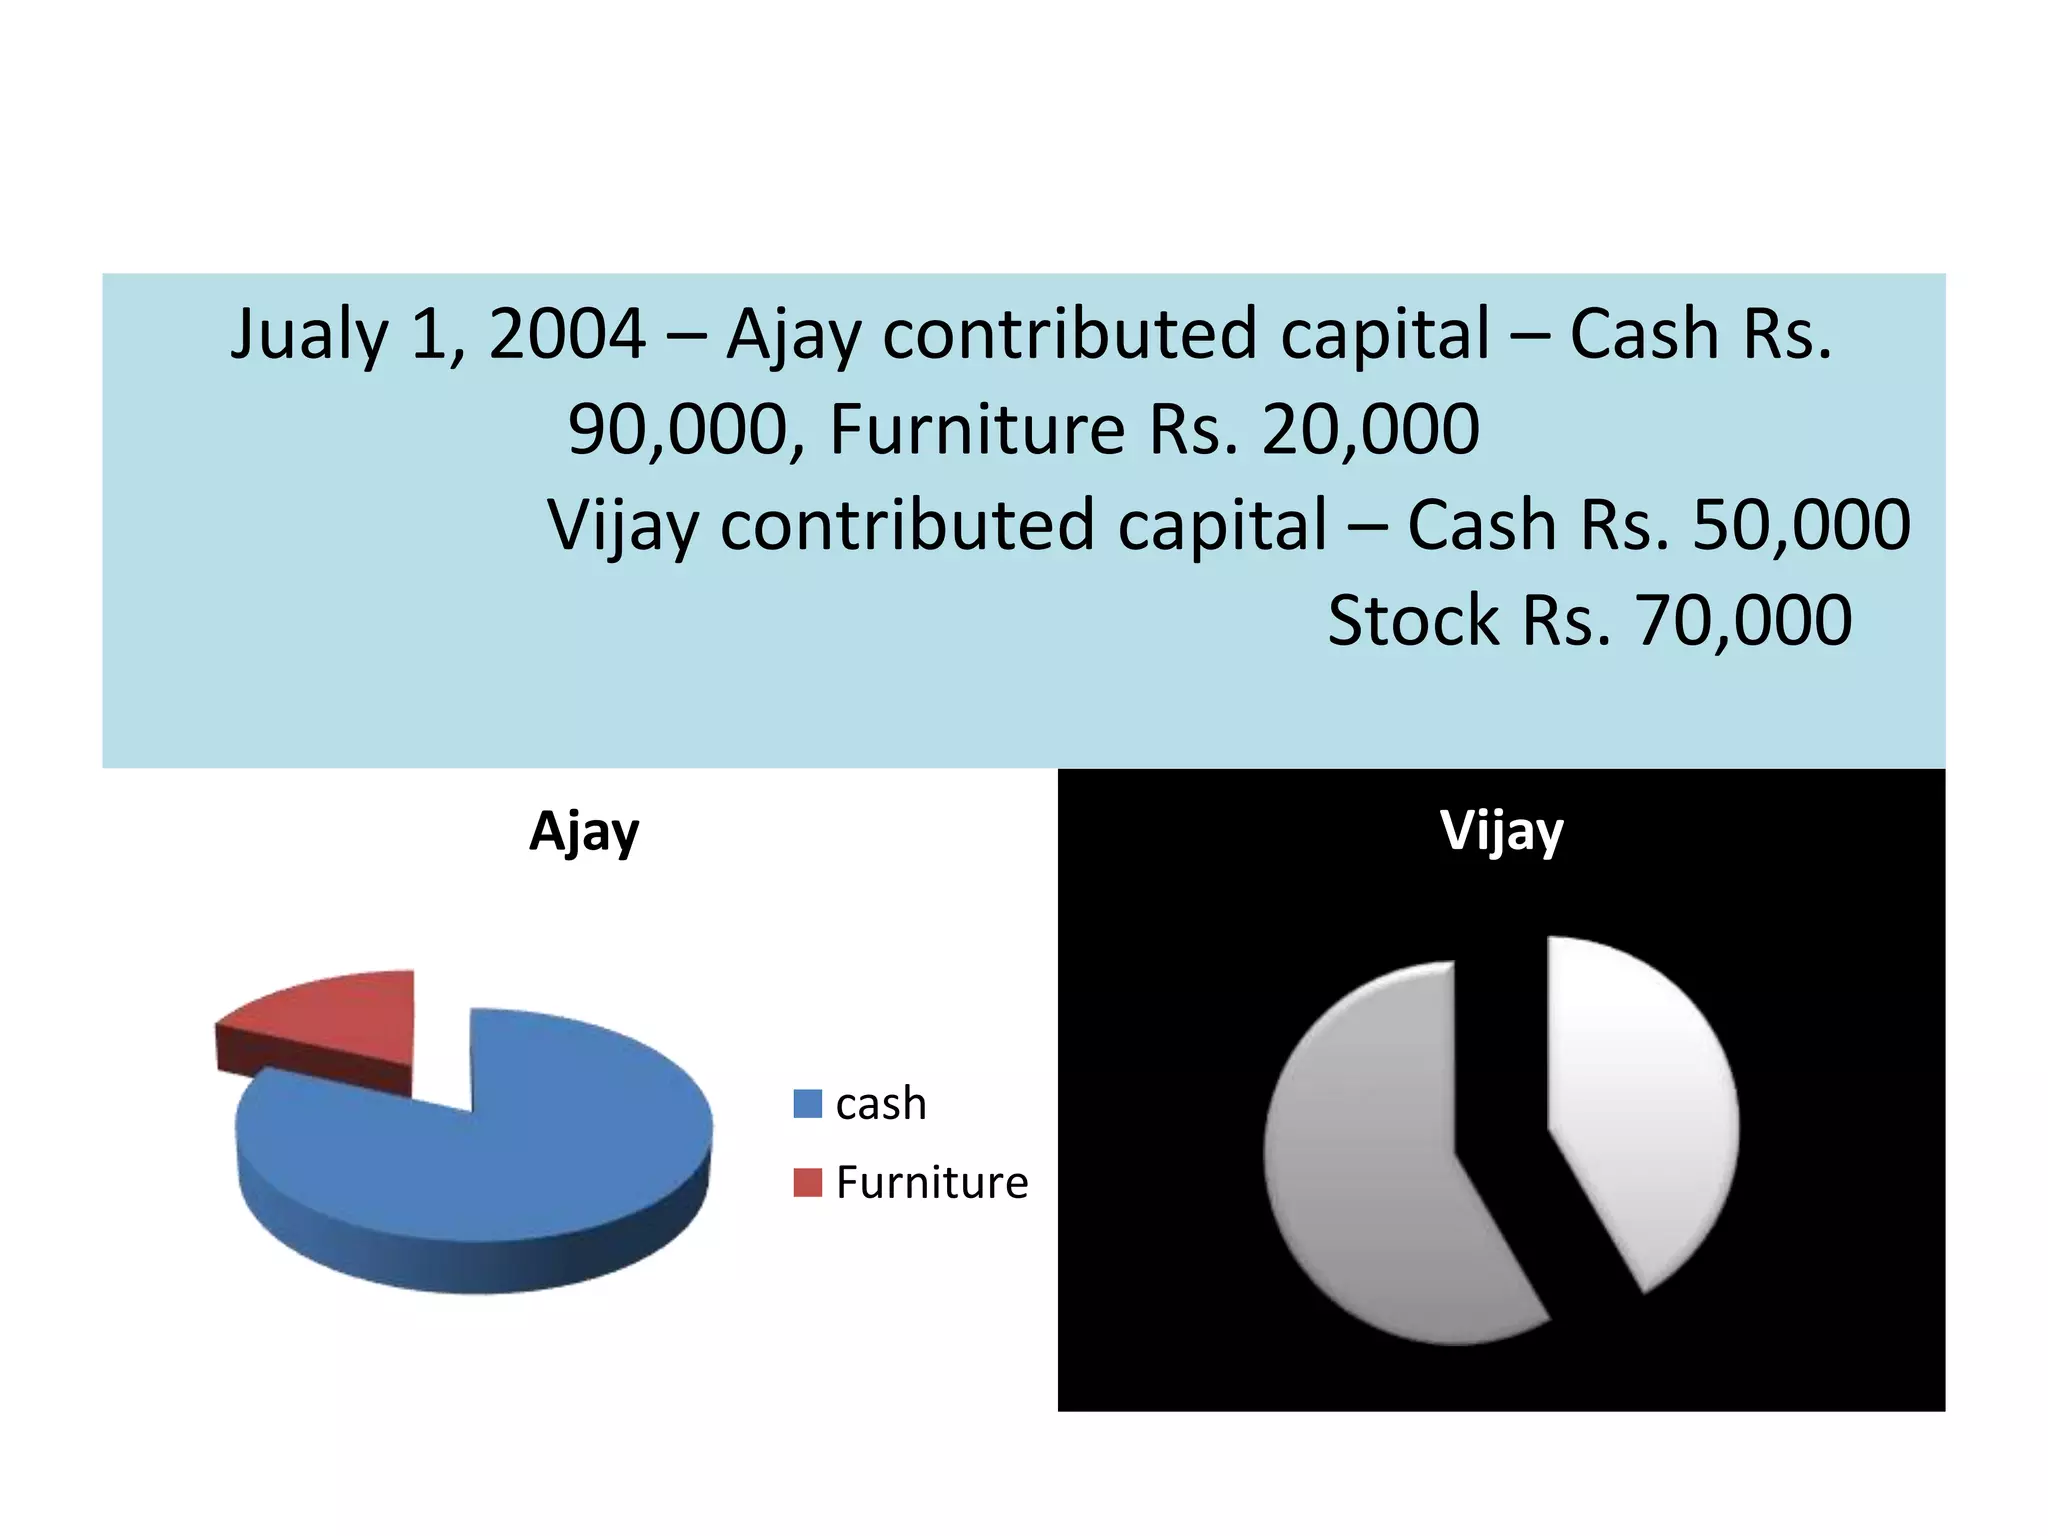 Jualy 1, 2004 – Ajay contributed capital – Cash Rs.
90,000, Furniture Rs. 20,000
Vijay contributed capital – Cash Rs. 50,000
Stock Rs. 70,000
Ajay
cash
Furniture
Vijay